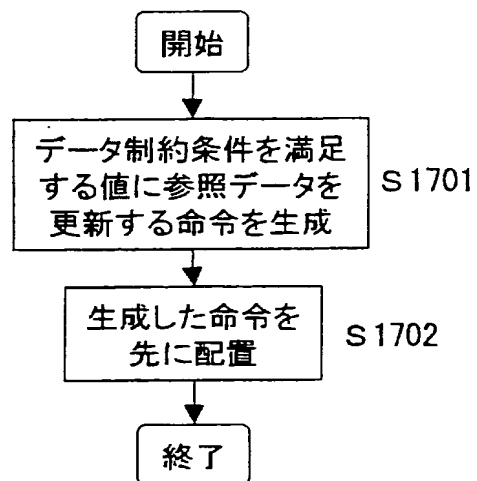 開始
データ制約条件を満足
する値に参照データを
更新する命令を生成
S1701
生成した命令を
先に配置
S1702
終了